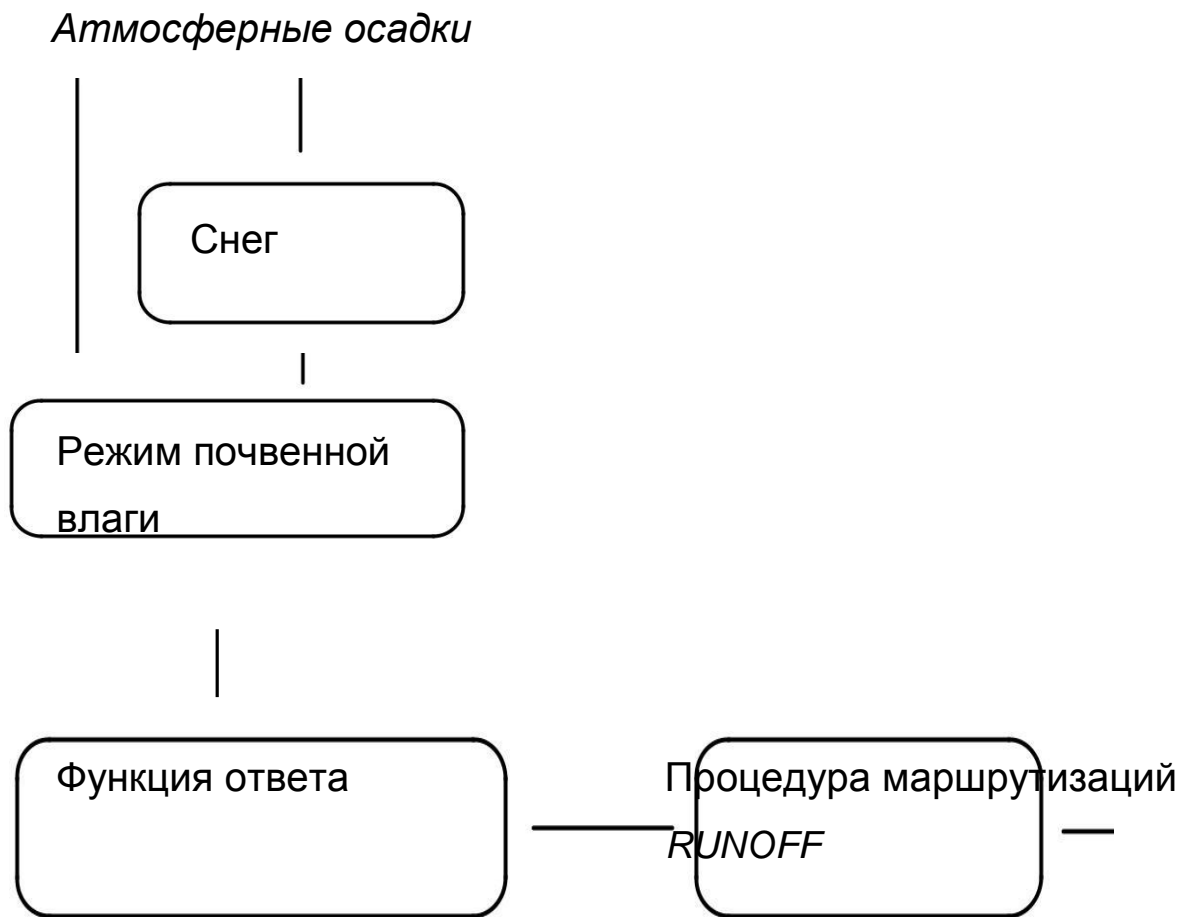 Атмосферные осадки
Снег
Режим почвенной
влаги
Функция ответа
Процедура маршрутизаций
RUNOFF